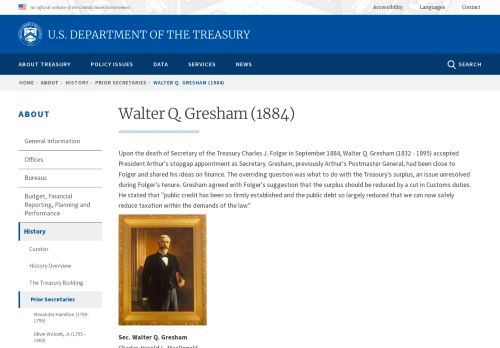 An official website of the United States Government
Accessibility Languages Contact
U.S. DEPARTMENT OF THE TREASURY
ABOUT TREASURY POLICY ISSUES DATA SERVICES NEWS SEARCH
HOME › ABOUT › HISTORY › PRIOR SECRETARIES › WALTER Q. GRESHAM (1884)
ABOUT
General Information
Offices
Bureaus
Budget, Financial
Reporting, Planning and
Performance
History
Curator
History Overview
The Treasury Building
Prior Secretaries
Alexander Hamilton (1789-
1795)
Oliver Wolcott, Jr. (1795 -
1800)
Walter Q. Gresham (1884)
Upon the death of Secretary of the Treasury Charles J. Folger in September 1884, Walter Q. Gresham (1832 - 1895) accepted
President Arthur's stopgap appointment as Secretary. Gresham, previously Arthur's Postmaster General, had been close to
Folger and shared his ideas on finance. The overriding question was what to do with the Treasury's surplus, an issue unresolved
during Folger's tenure. Gresham agreed with Folger's suggestion that the surplus should be reduced by a cut in Customs duties.
He stated that "public credit has been so firmly established and the public debt so largely reduced that we can now safely
reduce taxation within the demands of the law."
Sec. Walter Q. Gresham
Charles Harold L. MacDonald